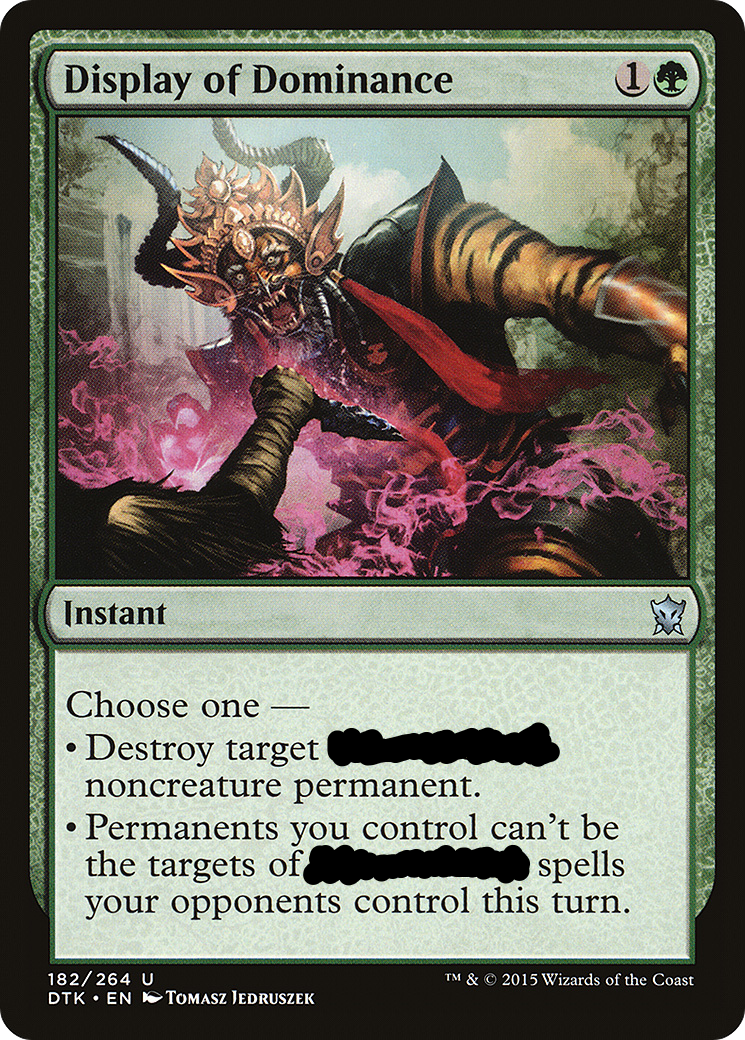 Display of Dominance 1
Instant
Choose one —
• Destroy target
noncreature permanent.
• Permanents you control can't be
the targets of spells
your opponents control this turn.
182/264 U
™ & © 2015 Wizards of the Coast
DTK • EN Tomasz Jedruszek